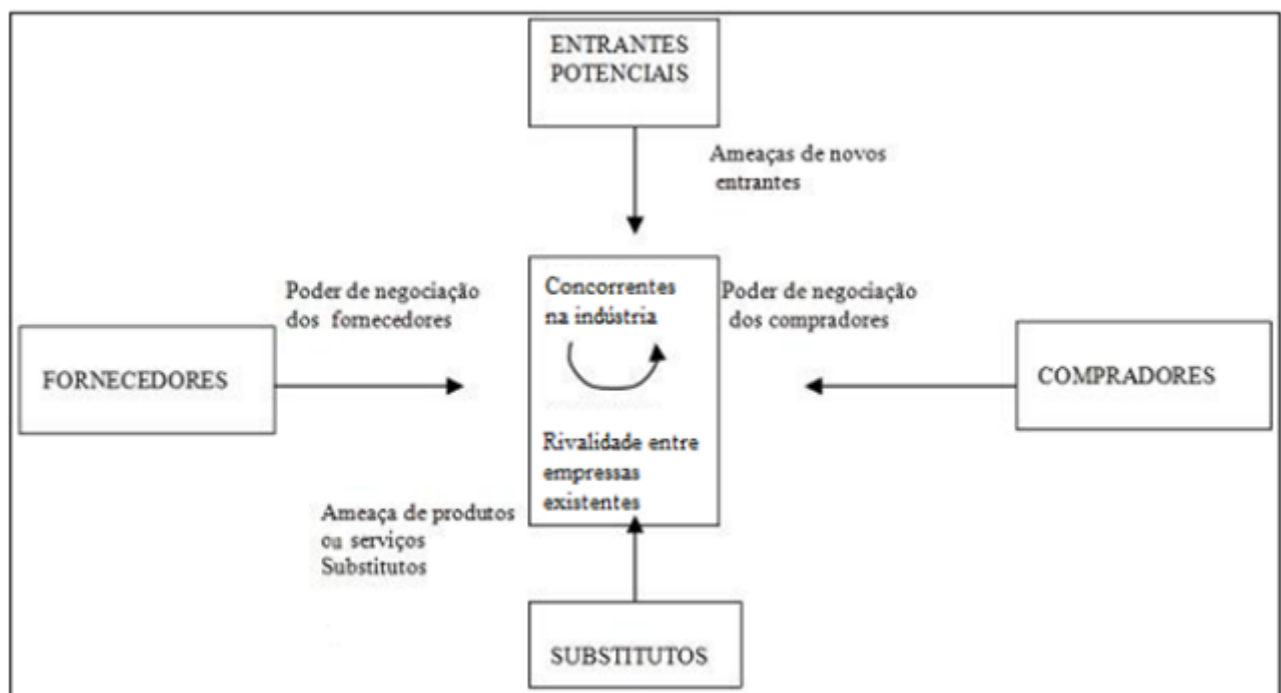 ENTRANTES
POTENCIAIS
Ameaças de novos
entrantes
Poder de negociação
dos fornecedores
Concorrentes
na indústria
Poder de negociação
dos compradores
FORNECEDORES
COMPRADORES
Rivalidade entre
empressas
existentes
Ameaça de produtos
ou serviços
Substitutos
SUBSTITUTOS